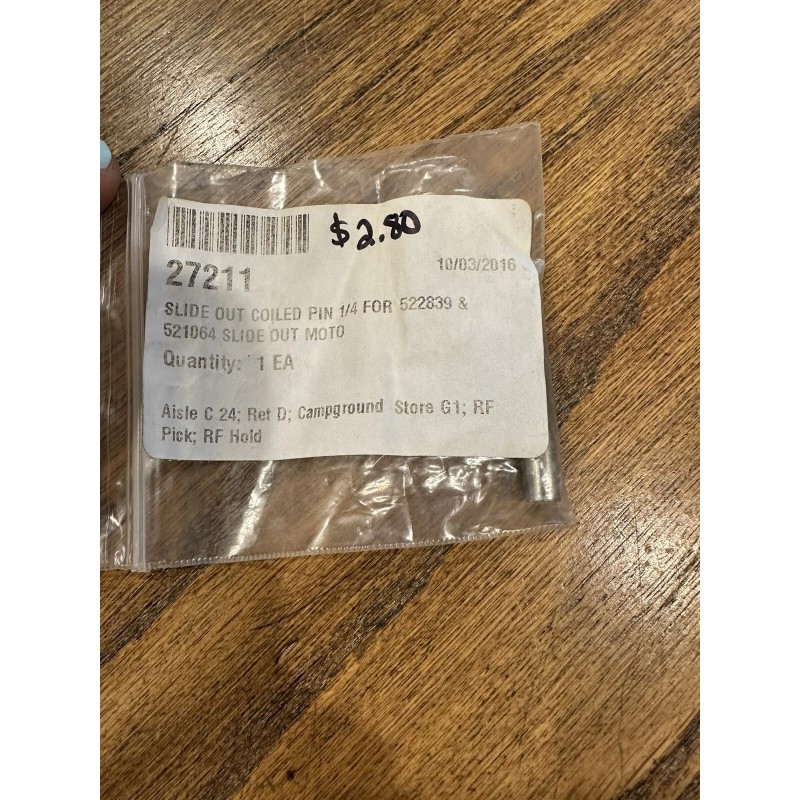 $2.80
27211
10/03/2016
SLIDE OUT COILED PIN 1/4 FOR 522839 &
521064 SLIDE OUT MOTO
Quantity: 1 EA
Aisle C 24; Ret D; Campground Store G1; RF
Pick; RF Hold